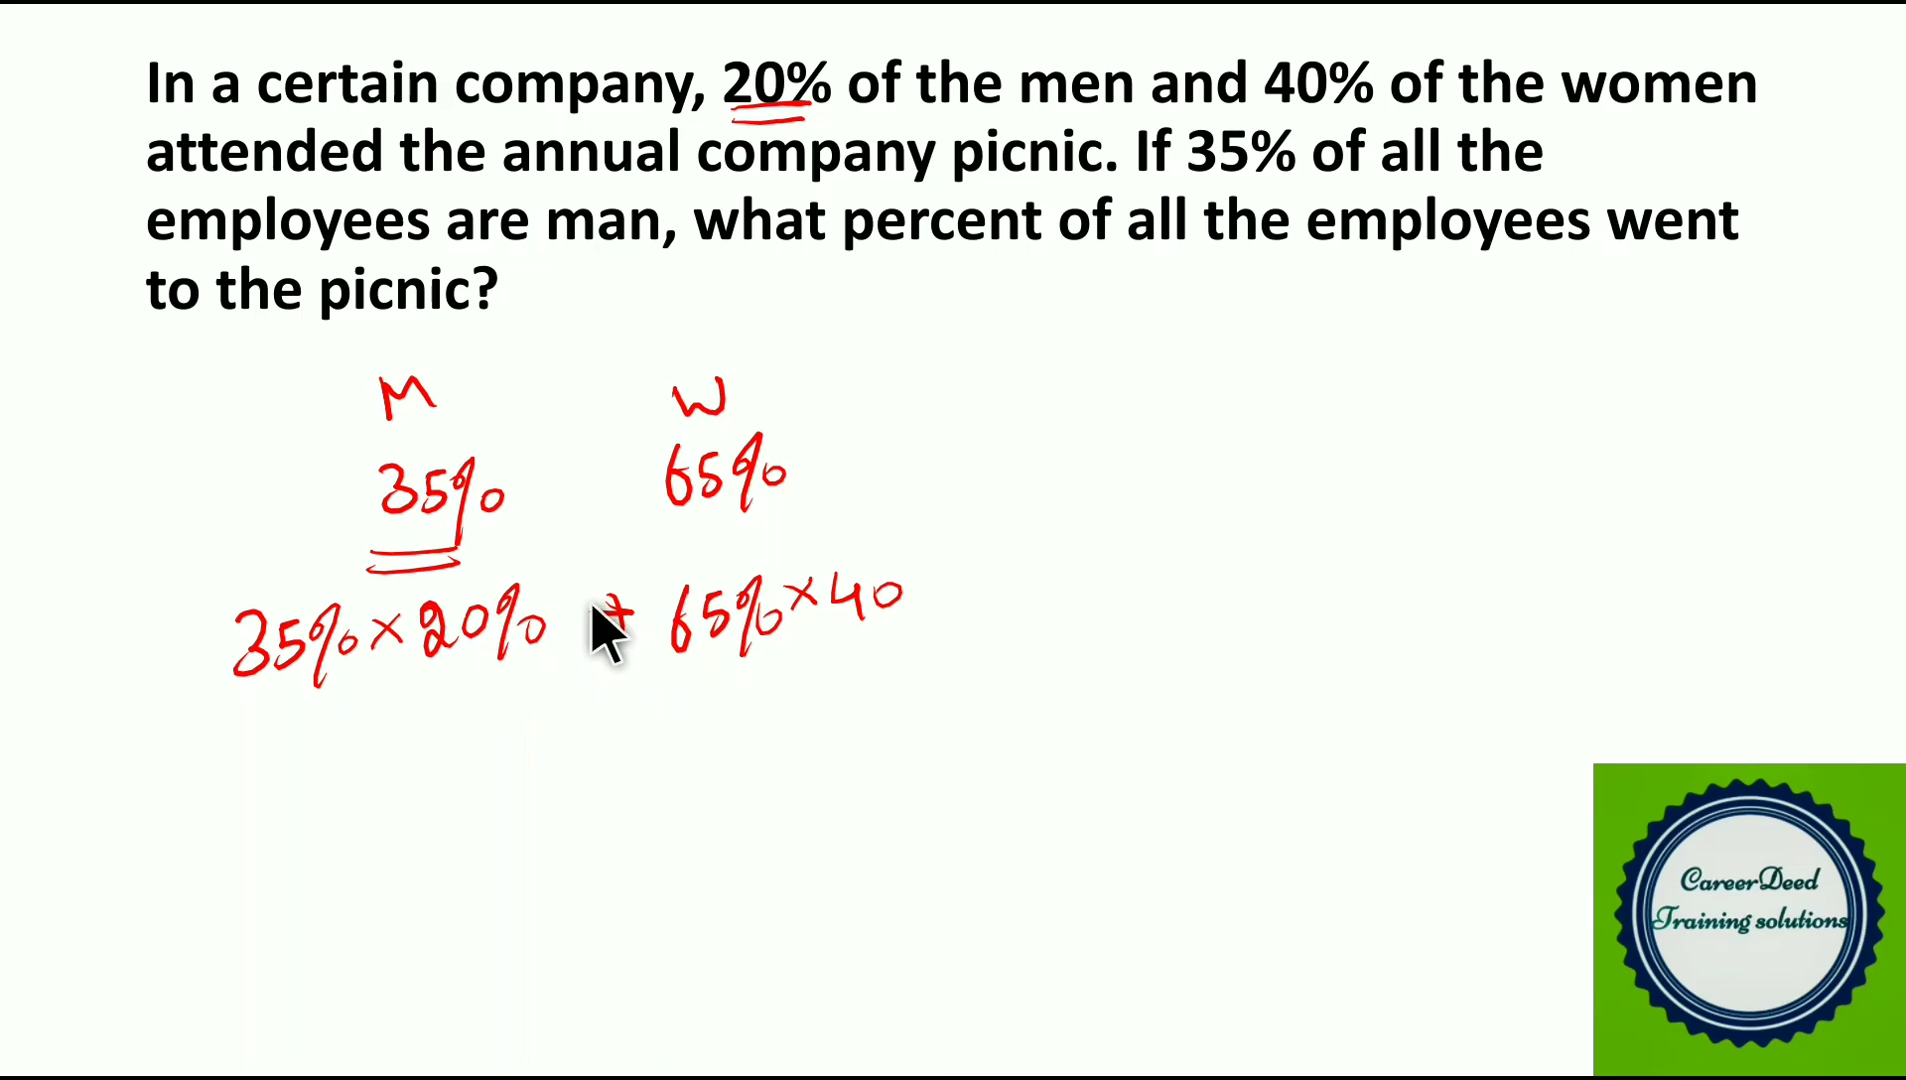 In a certain company, 20% of the men and 40% of the women
attended the annual company picnic. If 35% of all the
employees are man, what percent of all the employees went
to the picnic?
M W
35% 65%
35% × 20% + 65% × 40
CareerDeed
Training solutions